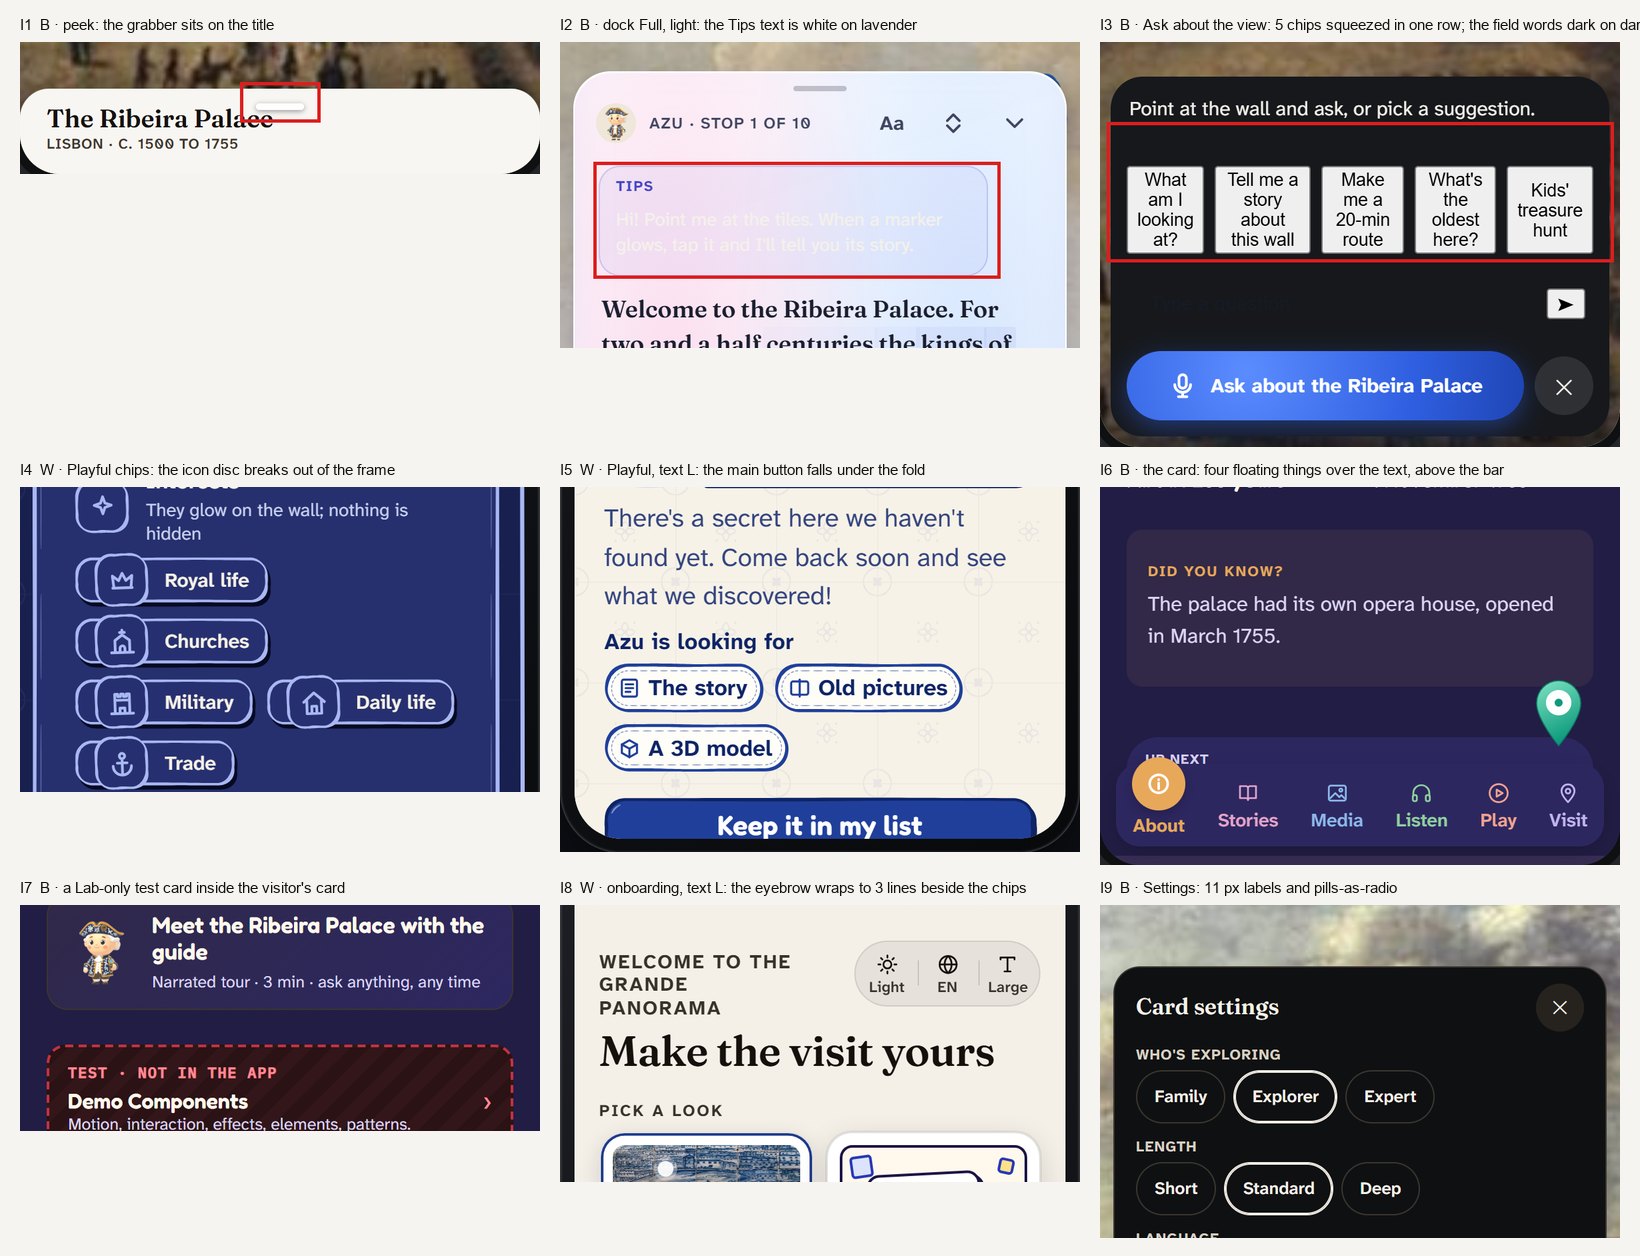 I1 B · peek: the grabber sits on the title
The Ribeira Palace
LISBON · C. 1500 TO 1755
I2 B · dock Full, light: the Tips text is white on lavender
AZU · STOP 1 OF 10
Aa
TIPS
Hi! Point me at the tiles. When a marker
glows, tap it and I'll tell you its story.
Welcome to the Ribeira Palace. For
two and a half centuries the kings of
I3 B · Ask about the view: 5 chips squeezed in one row; the field words dark on dar
Point at the wall and ask, or pick a suggestion.
What
am I
looking
at?
Tell me a
story
about
this wall
Make
me a
20-min
route
What's
the
oldest
here?
Kids'
treasure
hunt
Type a question
Ask about the Ribeira Palace
I4 W · Playful chips: the icon disc breaks out of the frame
Interests
They glow on the wall; nothing is
hidden
Royal life
Churches
Military
Daily life
Trade
I5 W · Playful, text L: the main button falls under the fold
There's a secret here we haven't
found yet. Come back soon and see
what we discovered!
Azu is looking for
The story
Old pictures
A 3D model
Keep it in my list
I6 B · the card: four floating things over the text, above the bar
DID YOU KNOW?
The palace had its own opera house, opened
in March 1755.
UP NEXT
About
Stories
Media
Listen
Play
Visit
I7 B · a Lab-only test card inside the visitor's card
Meet the Ribeira Palace with the
guide
Narrated tour · 3 min · ask anything, any time
TEST · NOT IN THE APP
Demo Components
Motion, interaction, effects, elements, patterns.
I8 W · onboarding, text L: the eyebrow wraps to 3 lines beside the chips
WELCOME TO THE
GRANDE
PANORAMA
Light
EN
Large
Make the visit yours
PICK A LOOK
I9 B · Settings: 11 px labels and pills-as-radio
Card settings
WHO'S EXPLORING
Family
Explorer
Expert
LENGTH
Short
Standard
Deep
LANGUAGE